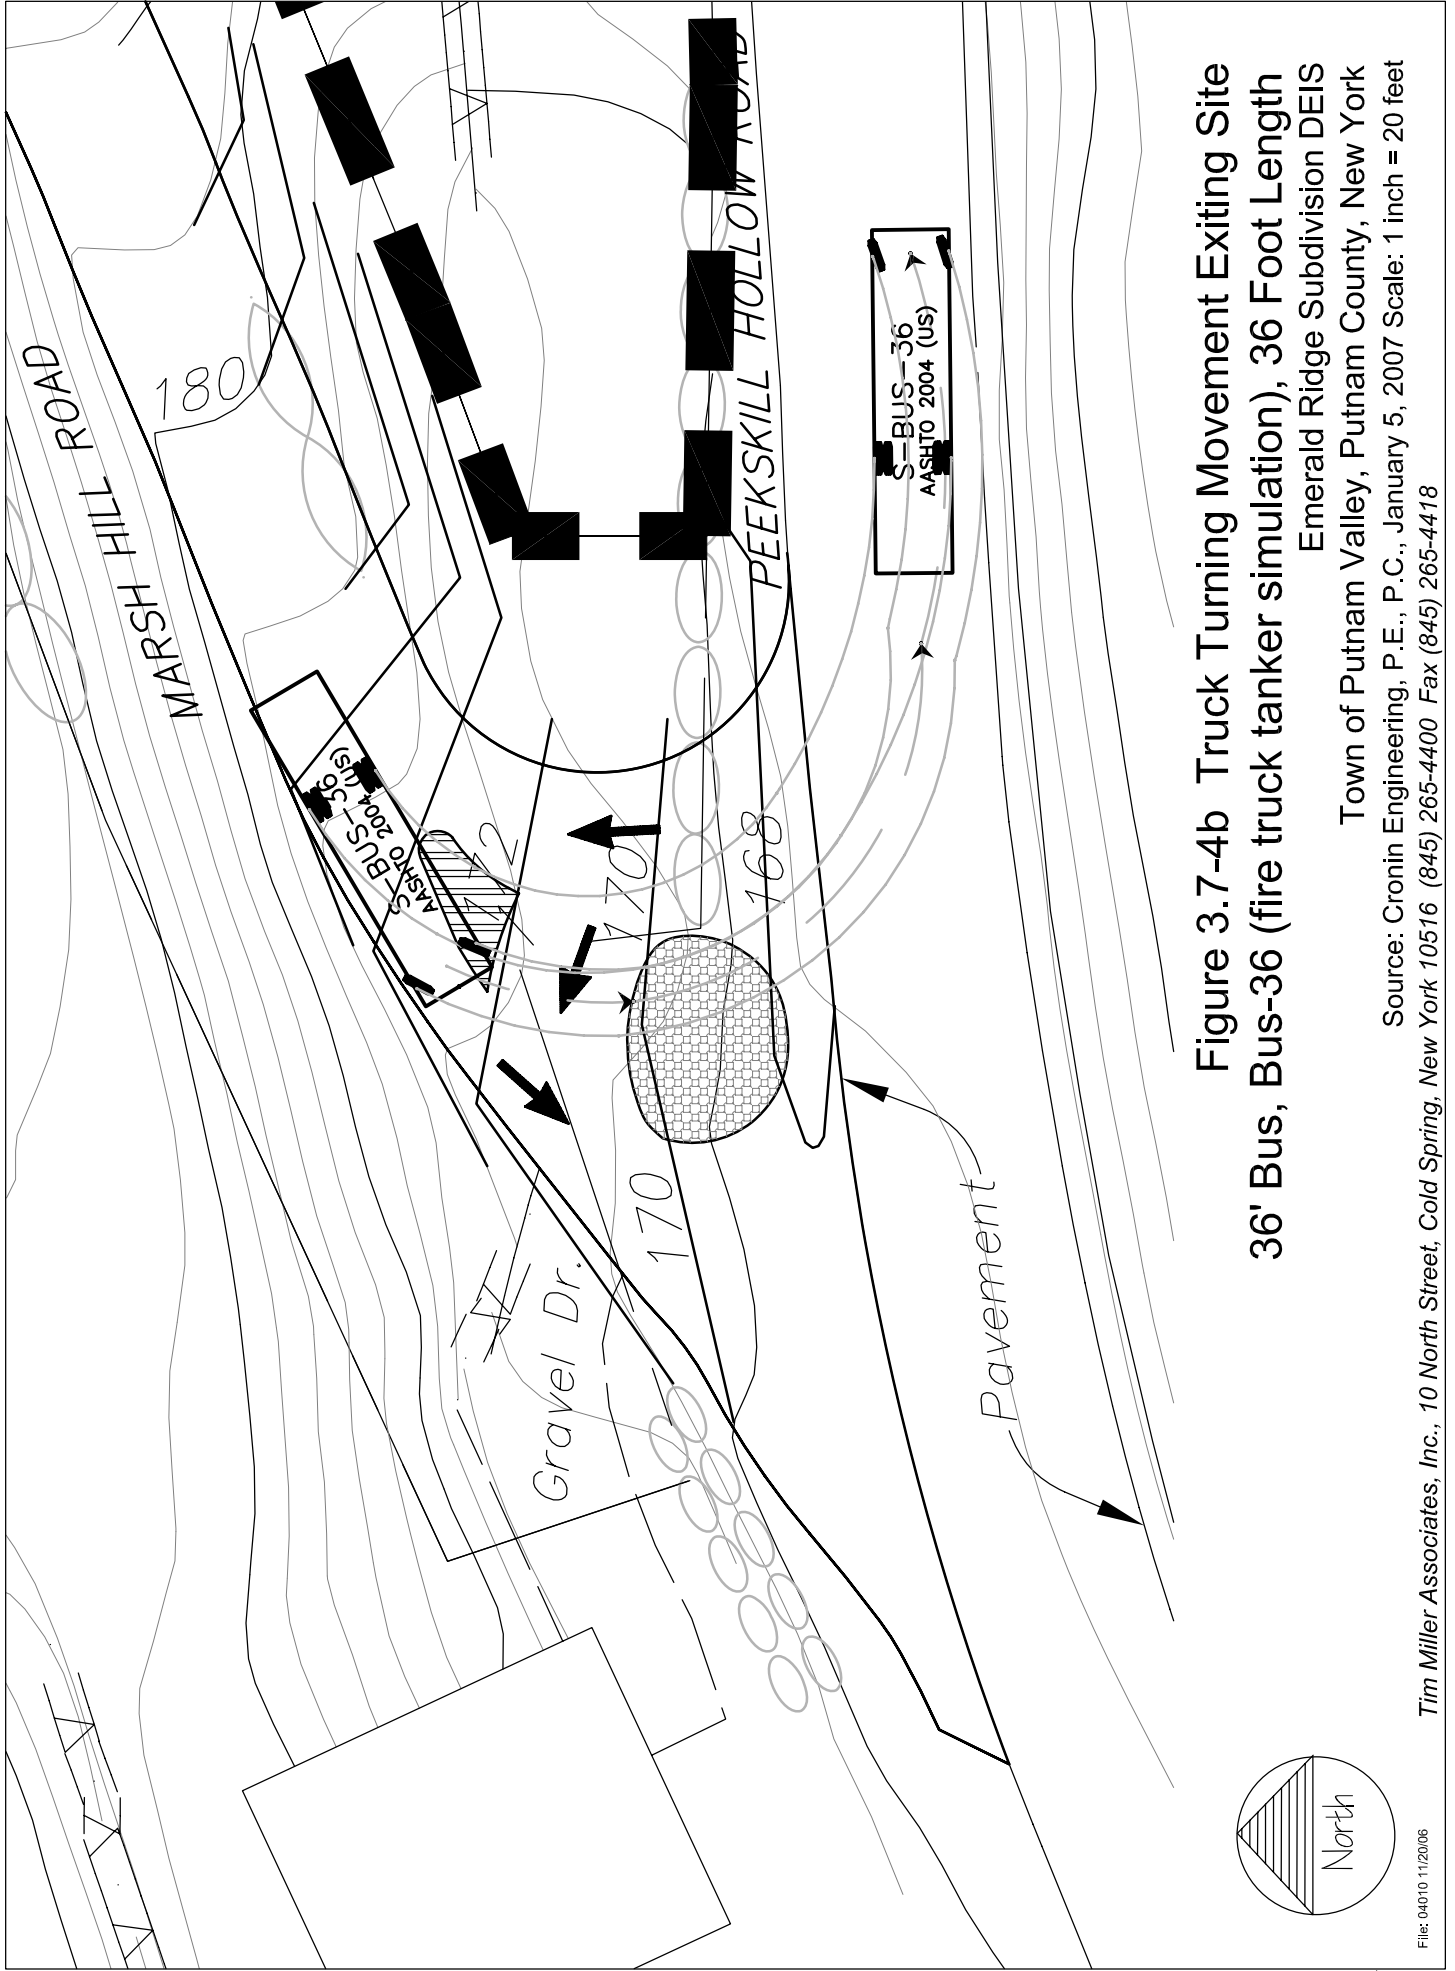 MARSH HILL ROAD
180
PEEKSKILL HOLLOW ROAD
S-BUS-36
AASHTO 2004 (US)
S-BUS-36
AASHTO 2004 (US)
172
170
168
170
Gravel Dr.
Pavement
Figure 3.7-4b Truck Turning Movement Exiting Site
36' Bus, Bus-36 (fire truck tanker simulation), 36 Foot Length
Emerald Ridge Subdivision DEIS
Town of Putnam Valley, Putnam County, New York
Source: Cronin Engineering, P.E., P.C., January 5, 2007 Scale: 1 inch = 20 feet
North
File: 04010 11/20/06
Tim Miller Associates, Inc., 10 North Street, Cold Spring, New York 10516 (845) 265-4400 Fax (845) 265-4418